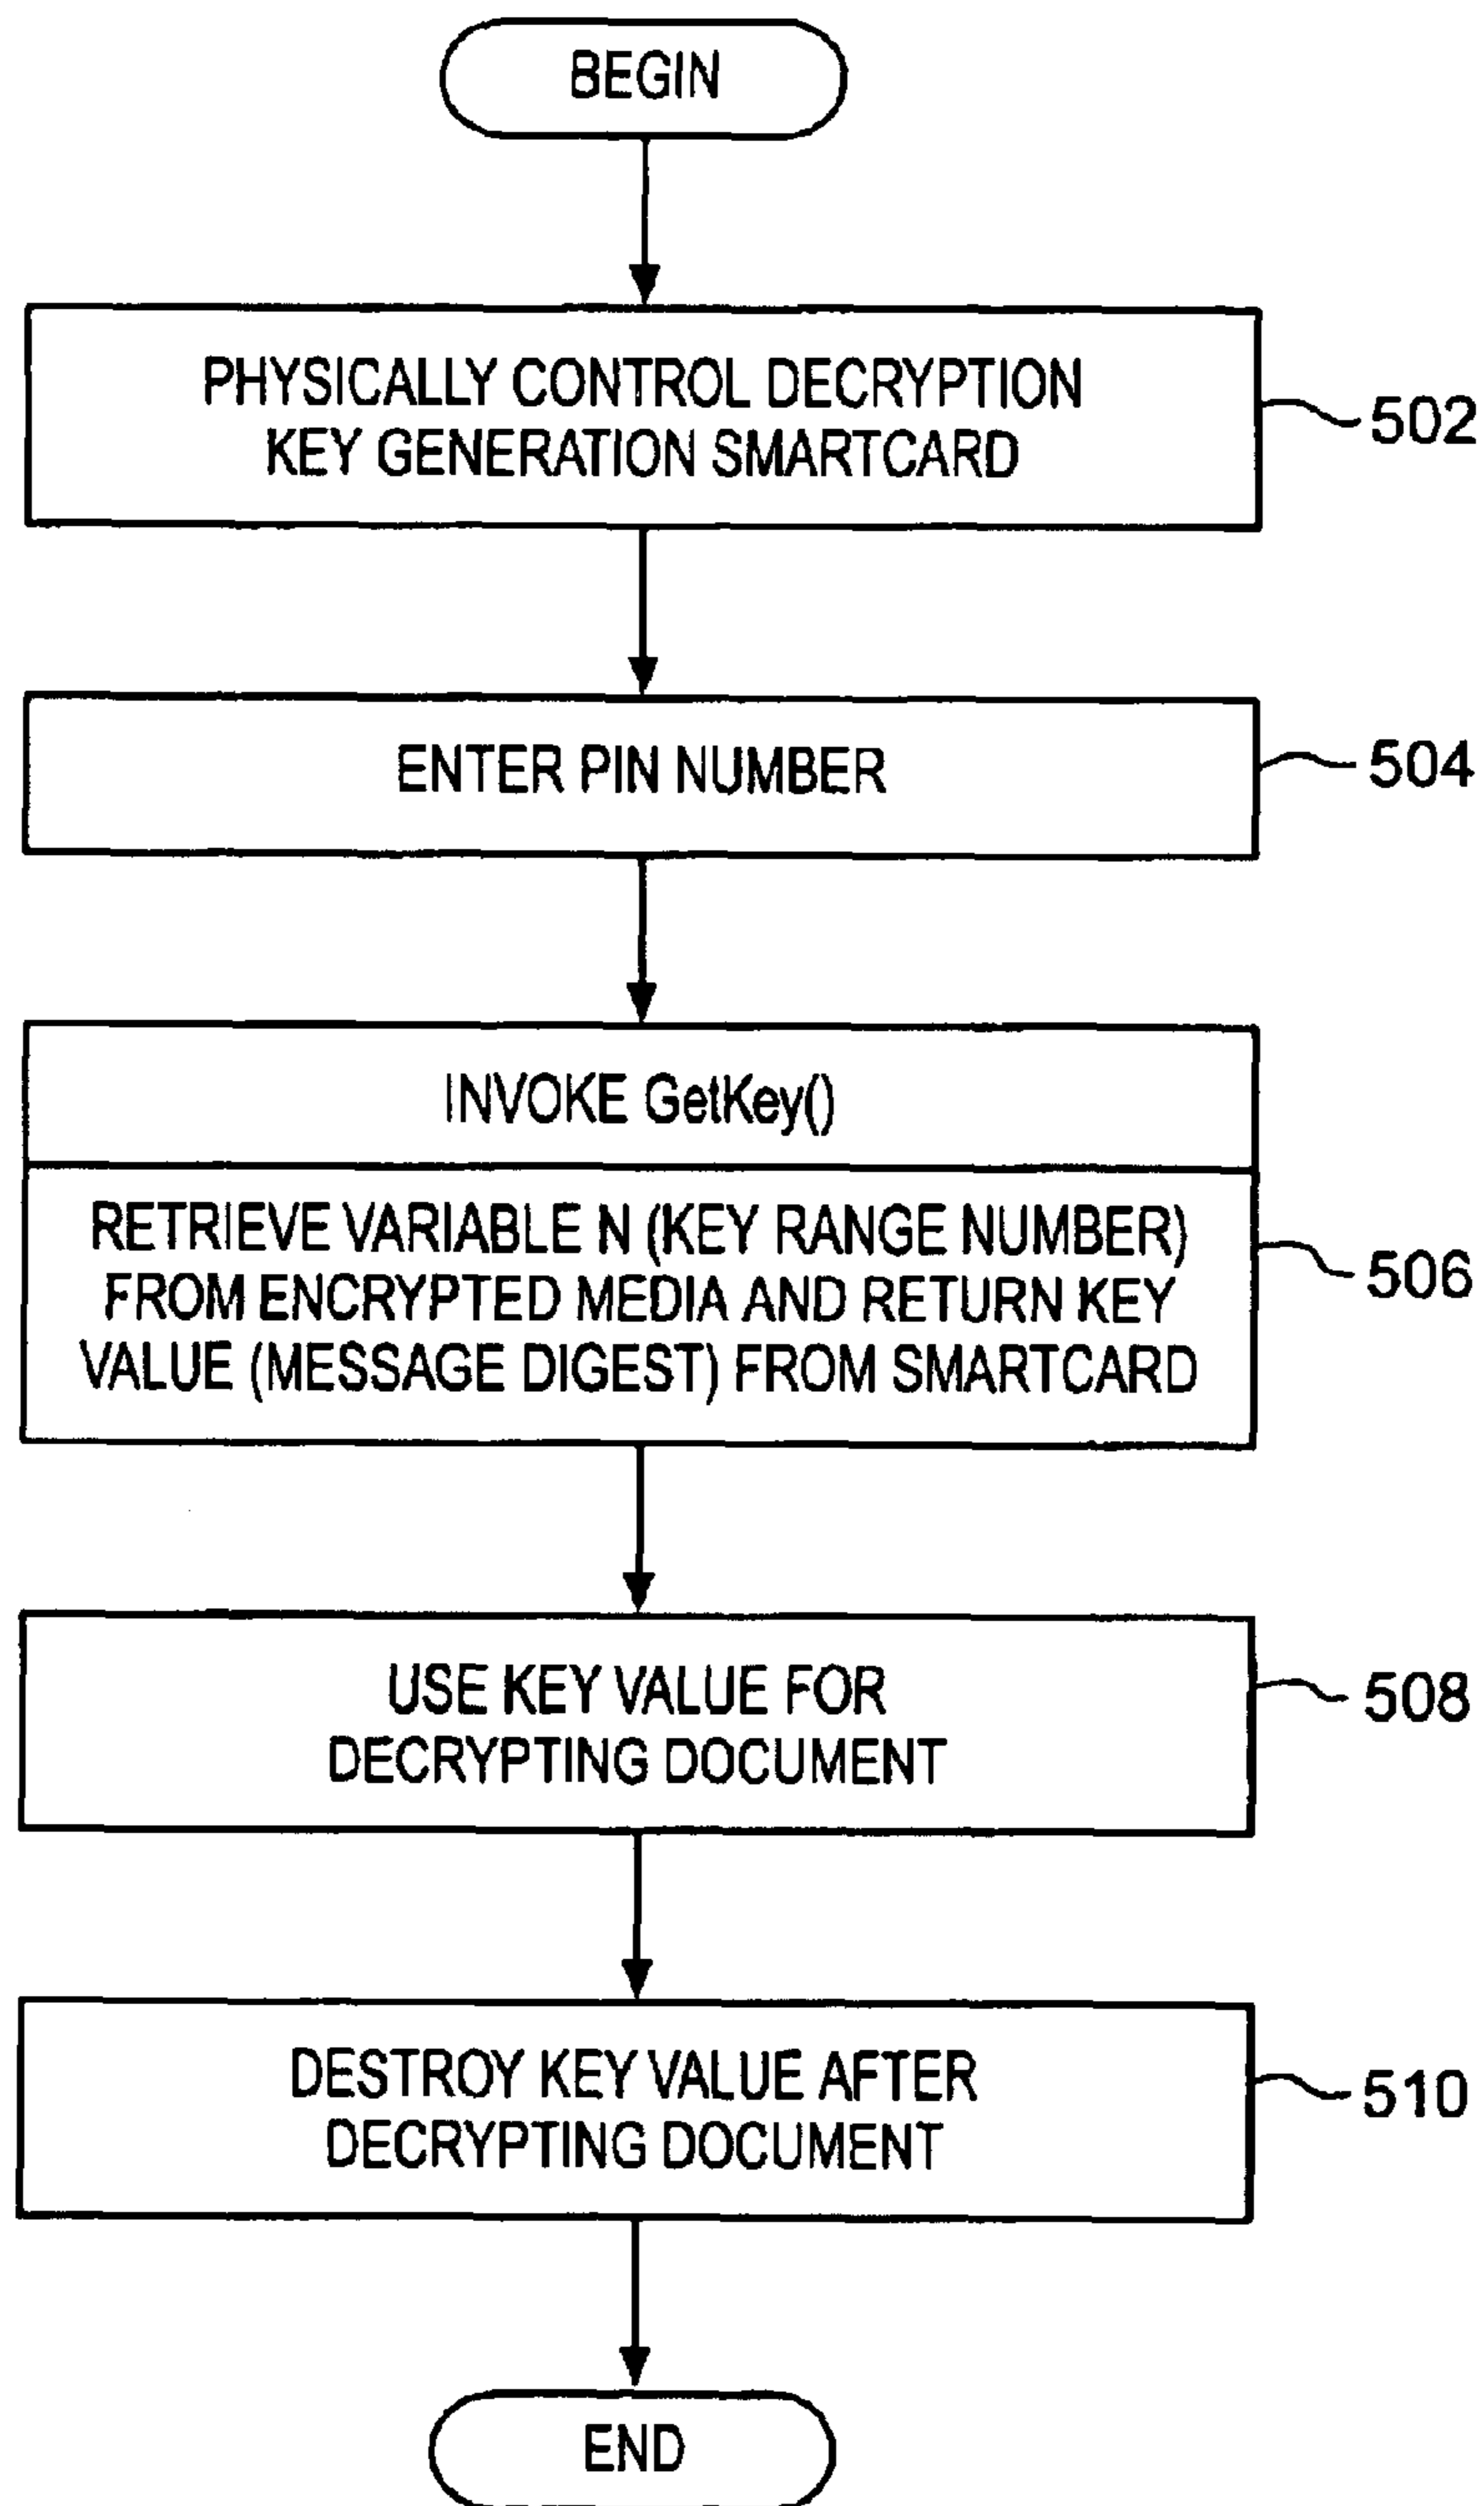 BEGIN
PHYSICALLY CONTROL DECRYPTION
KEY GENERATION SMARTCARD
502
ENTER PIN NUMBER
504
INVOKE GetKey()
RETRIEVE VARIABLE N (KEY RANGE NUMBER)
FROM ENCRYPTED MEDIA AND RETURN KEY
VALUE (MESSAGE DIGEST) FROM SMARTCARD
506
USE KEY VALUE FOR
DECRYPTING DOCUMENT
508
DESTROY KEY VALUE AFTER
DECRYPTING DOCUMENT
510
END